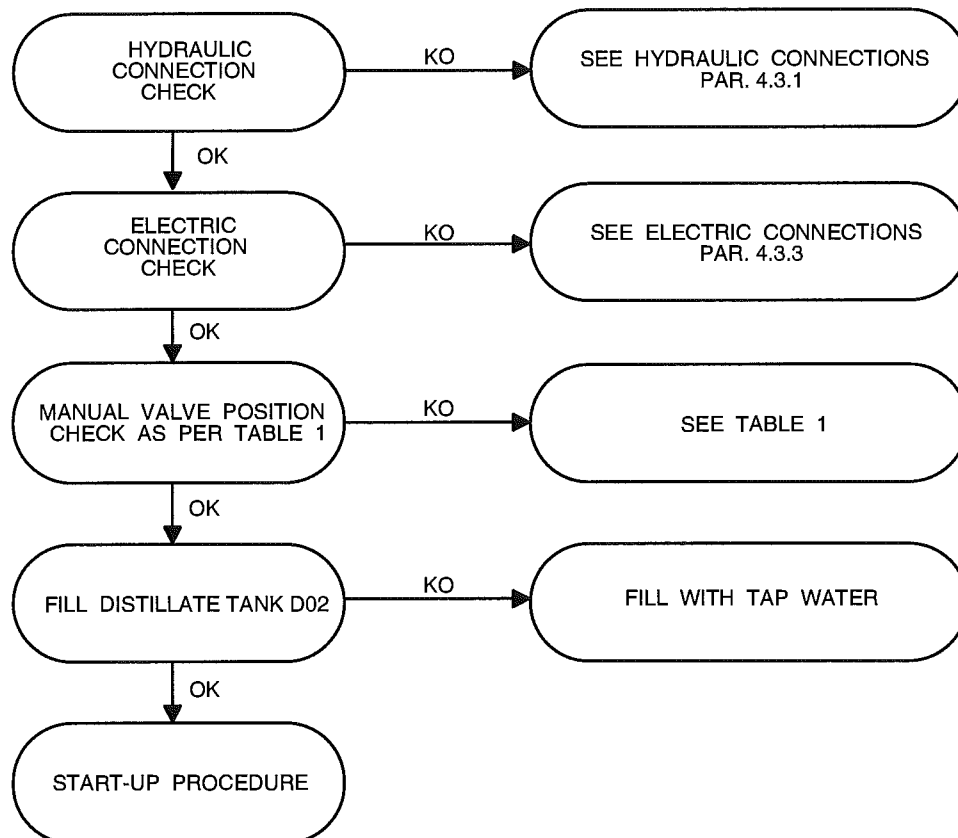 HYDRAULIC
CONNECTION
CHECK
KO
SEE HYDRAULIC CONNECTIONS
PAR. 4.3.1
OK
ELECTRIC
CONNECTION
CHECK
KO
SEE ELECTRIC CONNECTIONS
PAR. 4.3.3
OK
MANUAL VALVE POSITION
CHECK AS PER TABLE 1
KO
SEE TABLE 1
OK
FILL DISTILLATE TANK D02
KO
FILL WITH TAP WATER
OK
START-UP PROCEDURE